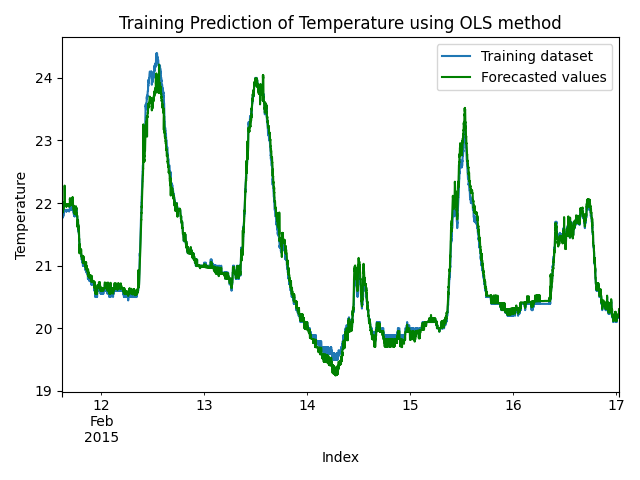 Training Prediction of Temperature using OLS method
Training dataset
Forecasted values
Temperature
24
23
22
21
20
19
12
13
14
15
16
17
Feb
2015
Index